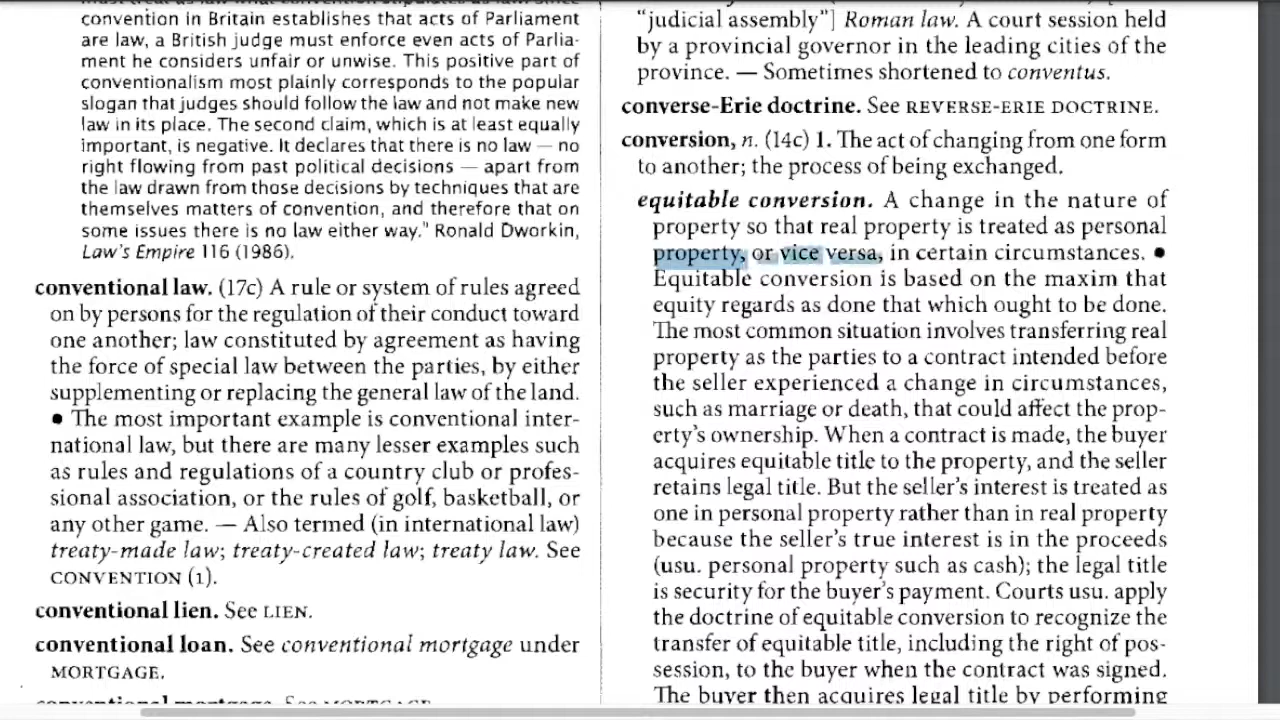 convention in Britain establishes that acts of Parliament
are law, a British judge must enforce even acts of Parlia-
ment he considers unfair or unwise. This positive part of
conventionalism most plainly corresponds to the popular
slogan that judges should follow the law and not make new
law in its place. The second claim, which is at least equally
important, is negative. It declares that there is no law — no
right flowing from past political decisions — apart from
the law drawn from those decisions by techniques that are
themselves matters of convention, and therefore that on
some issues there is no law either way." Ronald Dworkin,
Law's Empire 116 (1986).
conventional law. (17c) A rule or system of rules agreed
on by persons for the regulation of their conduct toward
one another; law constituted by agreement as having
the force of special law between the parties, by either
supplementing or replacing the general law of the land.
• The most important example is conventional inter-
national law, but there are many lesser examples such
as rules and regulations of a country club or profes-
sional association, or the rules of golf, basketball, or
any other game. — Also termed (in international law)
treaty-made law; treaty-created law; treaty law. See
CONVENTION (1).
conventional lien. See LIEN.
conventional loan. See conventional mortgage under
MORTGAGE.
conventional mortgage. See MORTGAGE.
"judicial assembly"] Roman law. A court session held
by a provincial governor in the leading cities of the
province. — Sometimes shortened to conventus.
converse-Erie doctrine. See REVERSE-ERIE DOCTRINE.
conversion, n. (14c) 1. The act of changing from one form
to another; the process of being exchanged.
equitable conversion. A change in the nature of
property so that real property is treated as personal
property, or vice versa, in certain circumstances. •
Equitable conversion is based on the maxim that
equity regards as done that which ought to be done.
The most common situation involves transferring real
property as the parties to a contract intended before
the seller experienced a change in circumstances,
such as marriage or death, that could affect the prop-
erty's ownership. When a contract is made, the buyer
acquires equitable title to the property, and the seller
retains legal title. But the seller's interest is treated as
one in personal property rather than in real property
because the seller's true interest is in the proceeds
(usu. personal property such as cash); the legal title
is security for the buyer's payment. Courts usu. apply
the doctrine of equitable conversion to recognize the
transfer of equitable title, including the right of pos-
session, to the buyer when the contract was signed.
The buyer then acquires legal title by performing